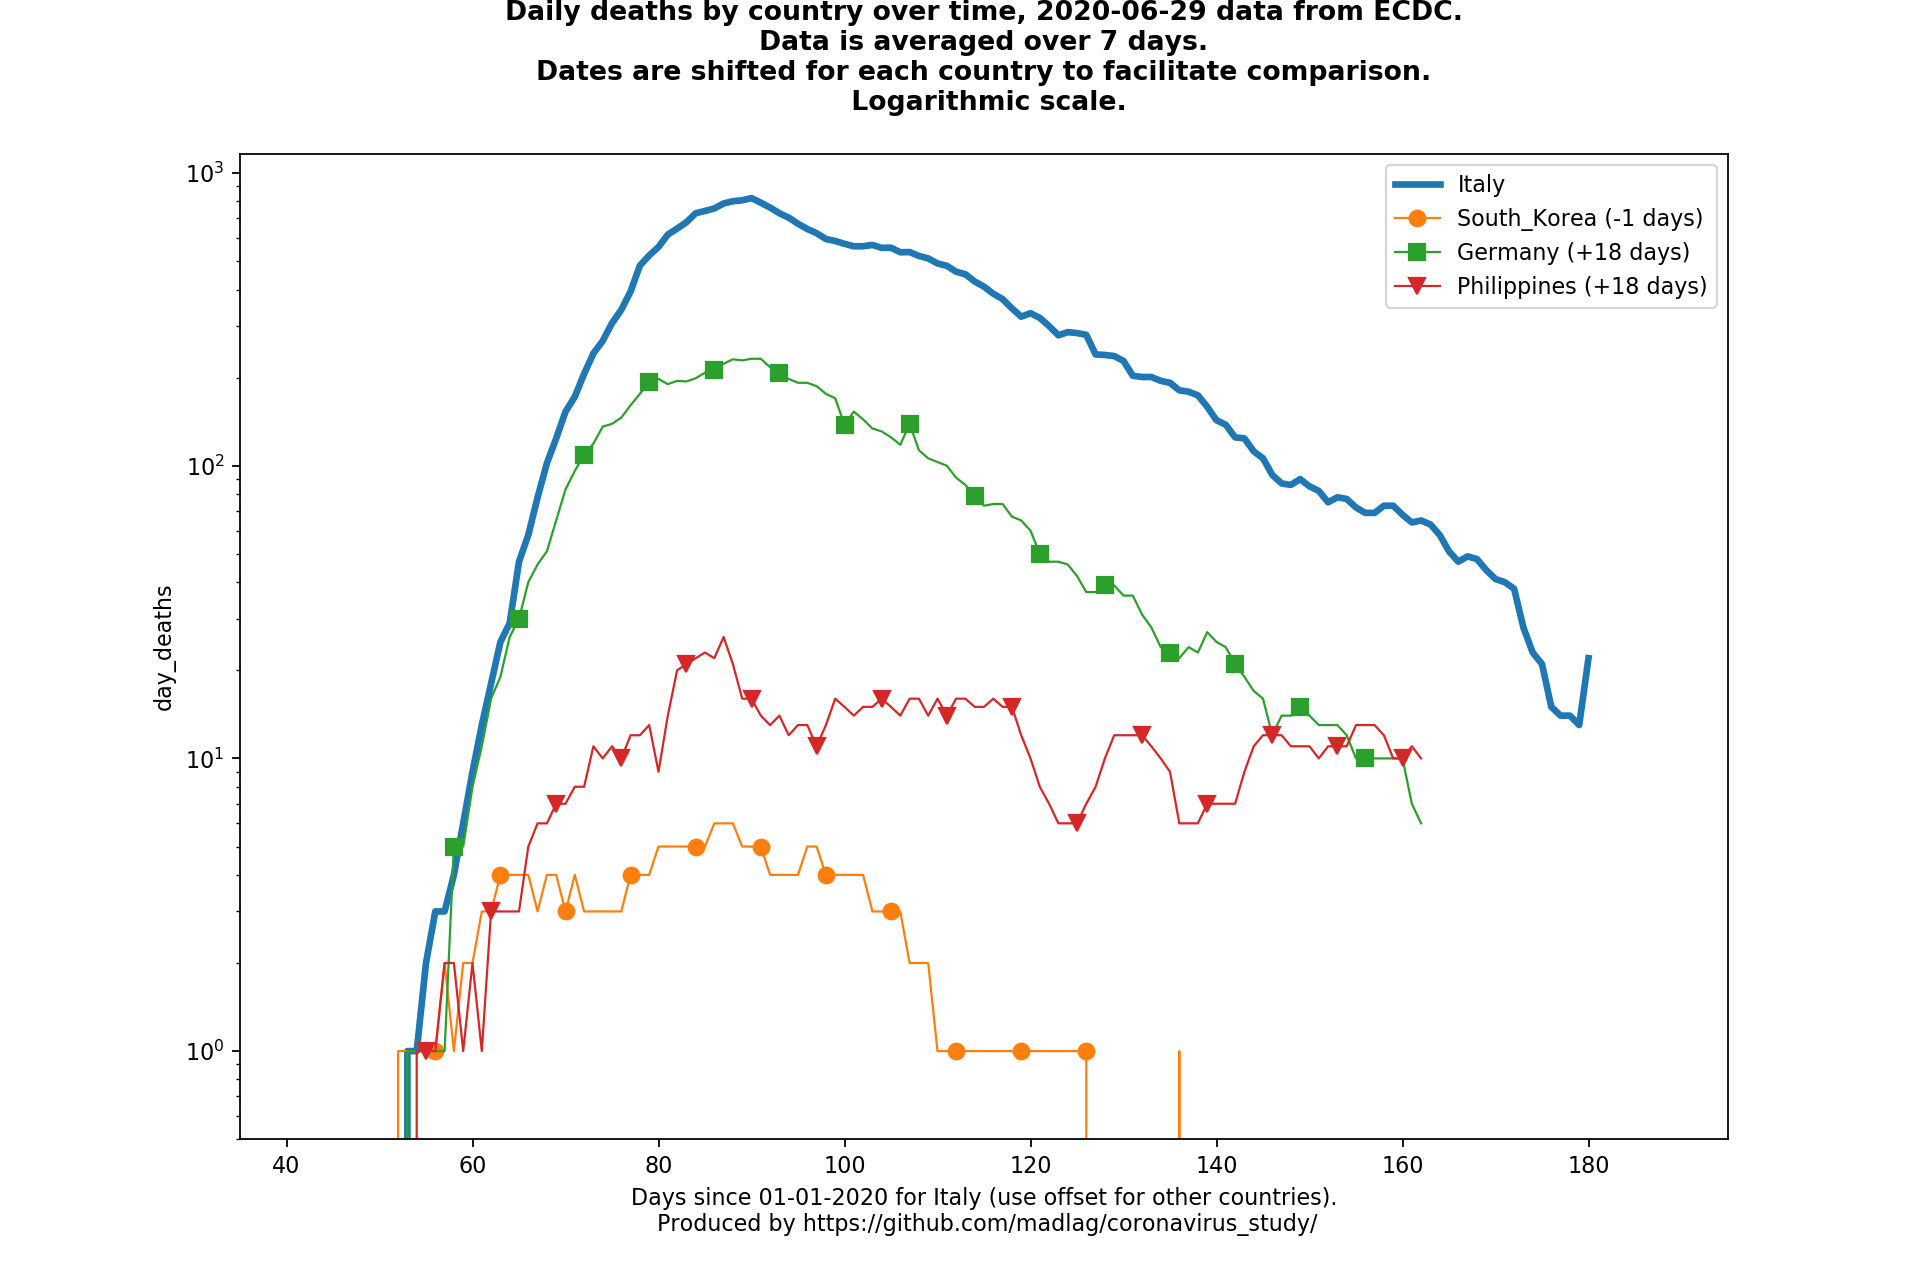 Daily deaths by country over time, 2020-06-29 data from ECDC.
Data is averaged over 7 days.
Dates are shifted for each country to facilitate comparison.
Logarithmic scale.
10³
10²
10¹
10⁰
day_deaths
Italy
South_Korea (-1 days)
Germany (+18 days)
Philippines (+18 days)
40 60 80 100 120 140 160 180
Days since 01-01-2020 for Italy (use offset for other countries).
Produced by https://github.com/madlag/coronavirus_study/